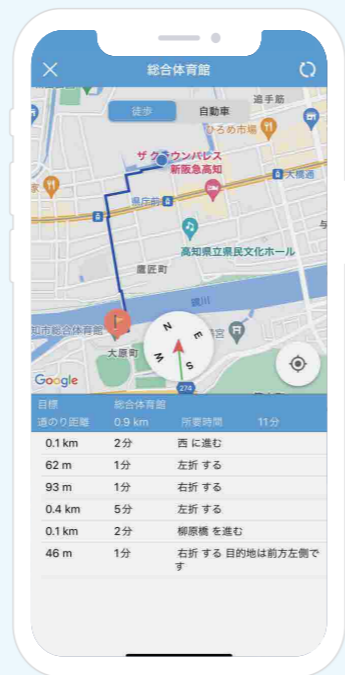 総合体育館
徒歩 自動車
追手筋
ひろめ市場
ザ クラウンパレス
新阪急高知
大橋通
県庁前
高知県立県民文化ホール
鷹匠町
鏡川
知市総合体育館
大原町
宮
N
E
W
S
Google
274
目標 総合体育館
道のり距離 0.9 km 所要時間 11分
0.1 km 2分 西 に進む
62 m 1分 左折 する
93 m 1分 右折 する
0.4 km 5分 左折 する
0.1 km 2分 柳原橋 を進む
46 m 1分 右折 する 目的地は前方左側で
す